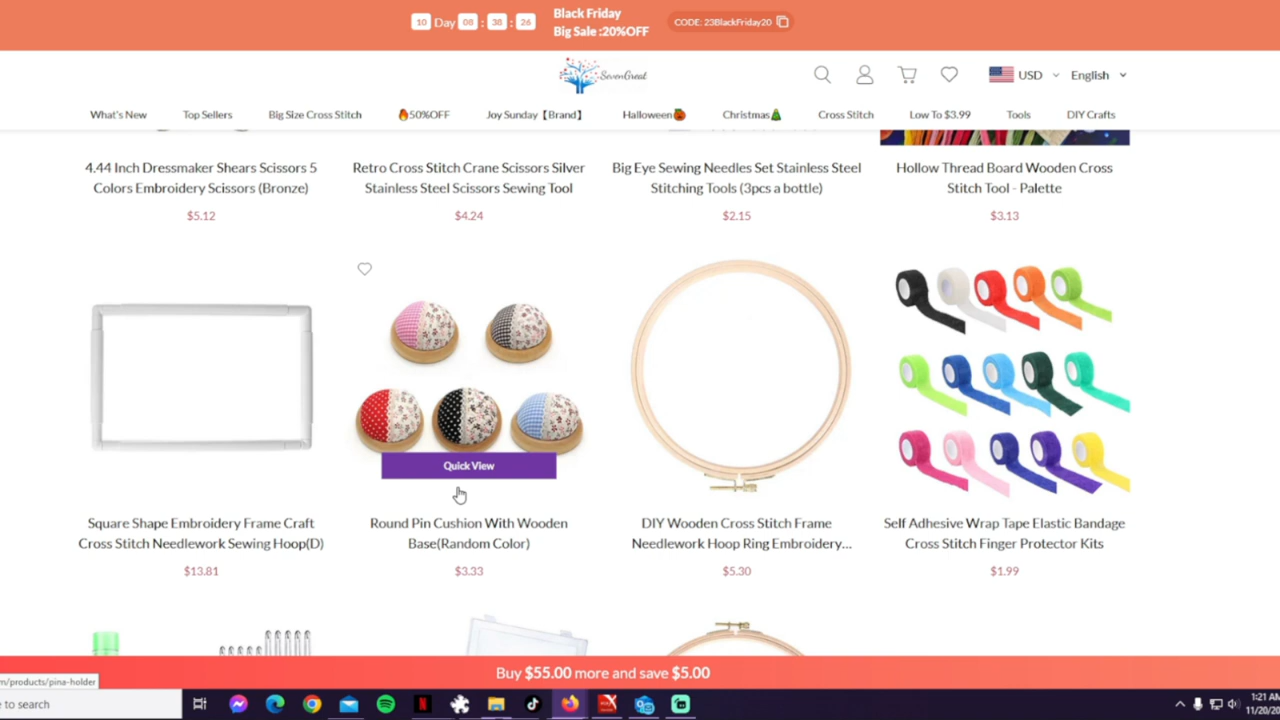 10 Day 08 : 38 : 26
Black Friday
Big Sale :20%OFF
CODE: 23BlackFriday20
SevenGreat
USD
English
What's New
Top Sellers
Big Size Cross Stitch
🔥50%OFF
Joy Sunday【Brand】
Halloween🎃
Christmas🎄
Cross Stitch
Low To $3.99
Tools
DIY Crafts
4.44 Inch Dressmaker Shears Scissors 5
Colors Embroidery Scissors (Bronze)
$5.12
Retro Cross Stitch Crane Scissors Silver
Stainless Steel Scissors Sewing Tool
$4.24
Big Eye Sewing Needles Set Stainless Steel
Stitching Tools (3pcs a bottle)
$2.15
Hollow Thread Board Wooden Cross
Stitch Tool - Palette
$3.13
Quick View
Square Shape Embroidery Frame Craft
Cross Stitch Needlework Sewing Hoop(D)
$13.81
Round Pin Cushion With Wooden
Base(Random Color)
$3.33
DIY Wooden Cross Stitch Frame
Needlework Hoop Ring Embroidery...
$5.30
Self Adhesive Wrap Tape Elastic Bandage
Cross Stitch Finger Protector Kits
$1.99
Buy $55.00 more and save $5.00
m/products/pina-holder
e to search
1:21 AM
11/20/20